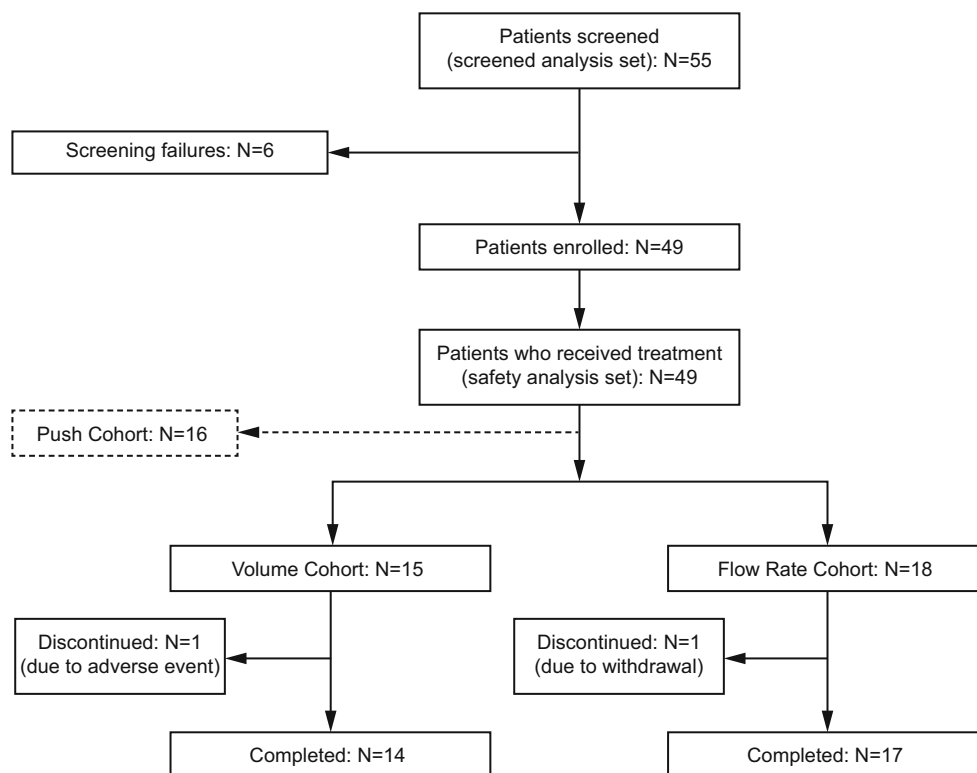 Patients screened
(screened analysis set): N=55
Screening failures: N=6
Patients enrolled: N=49
Patients who received treatment
(safety analysis set): N=49
Push Cohort: N=16
Volume Cohort: N=15
Flow Rate Cohort: N=18
Discontinued: N=1
(due to adverse event)
Discontinued: N=1
(due to withdrawal)
Completed: N=14
Completed: N=17